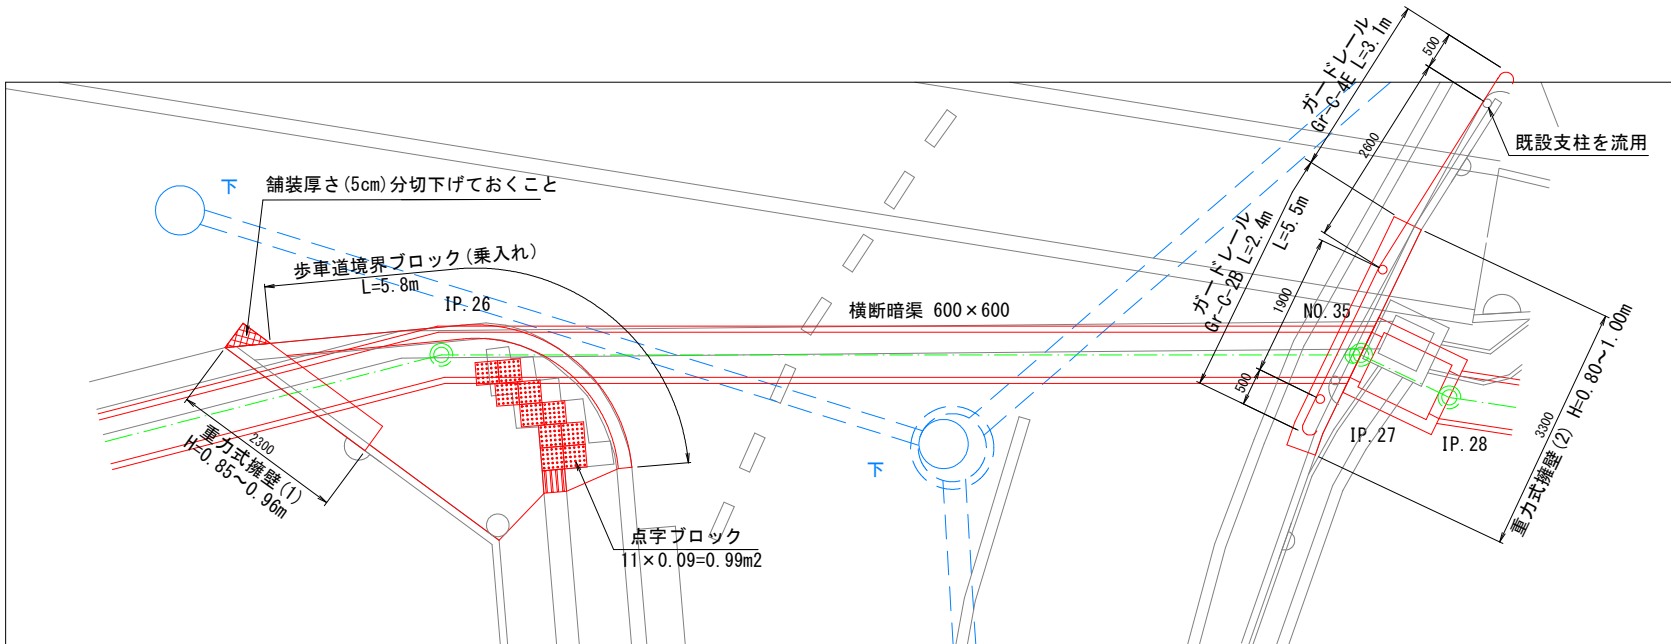 ガードレール
Gr-C-4E L=3.1m
500
2600
既設支柱を流用
下
舗装厚さ(5cm)分切下げておくこと
歩車道境界ブロック(乗入れ)
L=5.8m
IP.26
横断暗渠 600×600
ガードレール
Gr-C-2B L=2.4m
L=5.5m
1900
500
NO.35
IP.27
IP.28
3300
重力式擁壁(2) H=0.80~1.00m
2300
重力式擁壁(1)
H=0.85~0.96m
下
点字ブロック
11×0.09=0.99m2